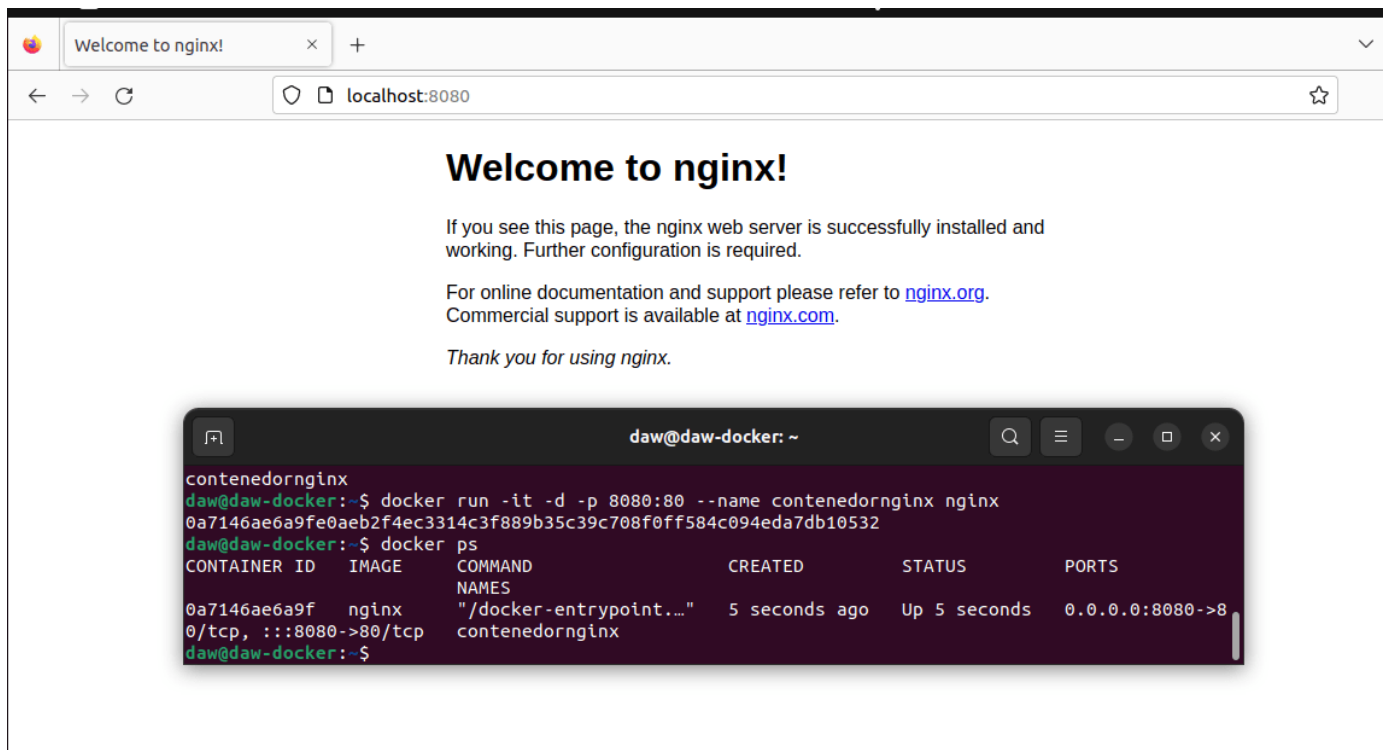 Welcome to nginx!
localhost:8080
Welcome to nginx!
If you see this page, the nginx web server is successfully installed and
working. Further configuration is required.
For online documentation and support please refer to nginx.org.
Commercial support is available at nginx.com.
Thank you for using nginx.
daw@daw-docker: ~
contenedornginx
daw@daw-docker:~$ docker run -it -d -p 8080:80 --name contenedornginx nginx
0a7146ae6a9fe0aeb2f4ec3314c3f889b35c39c708f0ff584c094eda7db10532
daw@daw-docker:~$ docker ps
CONTAINER ID   IMAGE     COMMAND                  CREATED         STATUS         PORTS
                         NAMES
0a7146ae6a9f   nginx     "/docker-entrypoint.…"   5 seconds ago   Up 5 seconds   0.0.0.0:8080->8
0/tcp, :::8080->80/tcp   contenedornginx
daw@daw-docker:~$